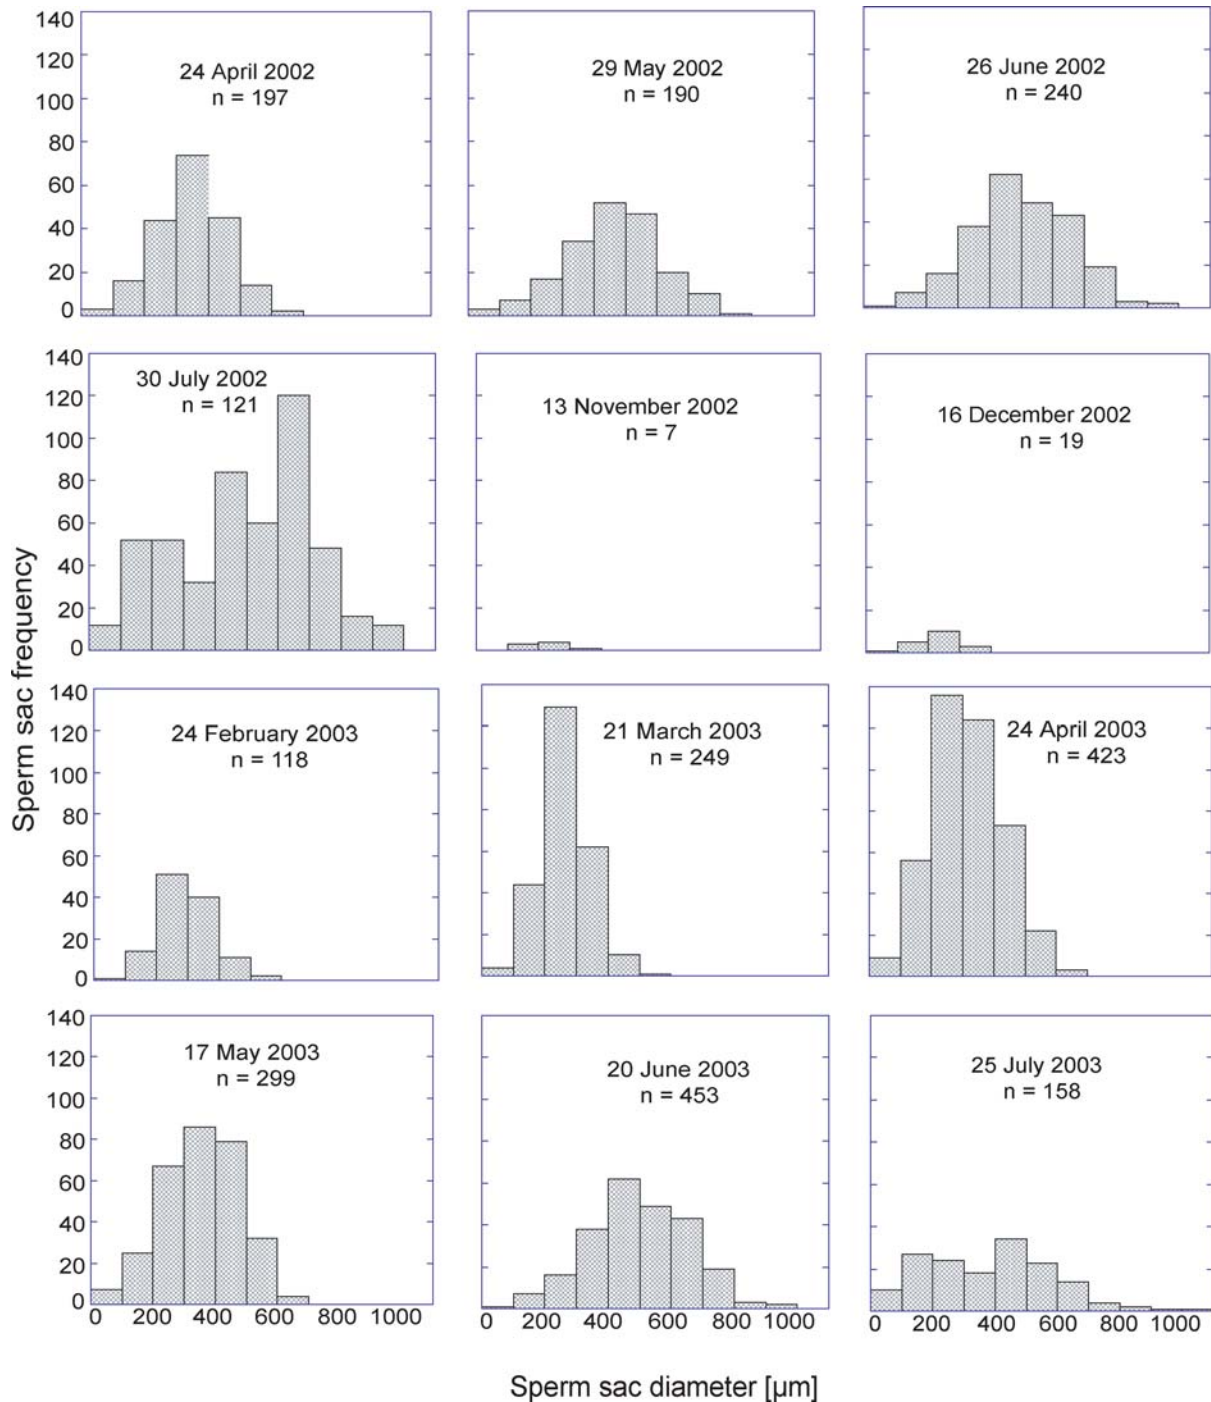 140
120
100
80
60
40
20
0
24 April 2002
n = 197
29 May 2002
n = 190
26 June 2002
n = 240
140
120
100
80
60
40
20
0
30 July 2002
n = 121
13 November 2002
n = 7
16 December 2002
n = 19
Sperm sac frequency
140
120
100
80
60
40
20
0
24 February 2003
n = 118
21 March 2003
n = 249
24 April 2003
n = 423
140
120
100
80
60
40
20
0
17 May 2003
n = 299
20 June 2003
n = 453
25 July 2003
n = 158
0 200 400 600 800 1000
0 200 400 600 800 1000
0 200 400 600 800 1000
Sperm sac diameter [µm]